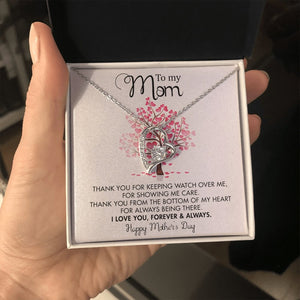 To my
Mom
THANK YOU FOR KEEPING WATCH OVER ME,
FOR SHOWING ME CARE.
THANK YOU FROM THE BOTTOM OF MY HEART
FOR ALWAYS BEING THERE.
I LOVE YOU, FOREVER & ALWAYS.
Happy Mother's Day